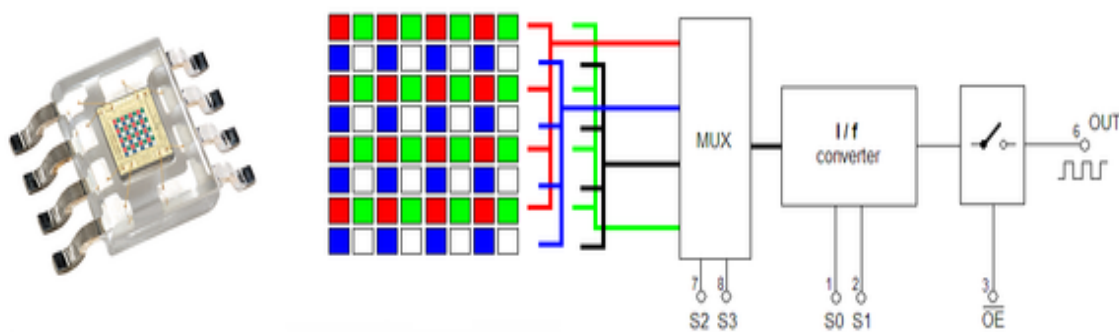 MUX
I/f
converter
6
OUT
7
S2
8
S3
1
S0
2
S1
3
OE